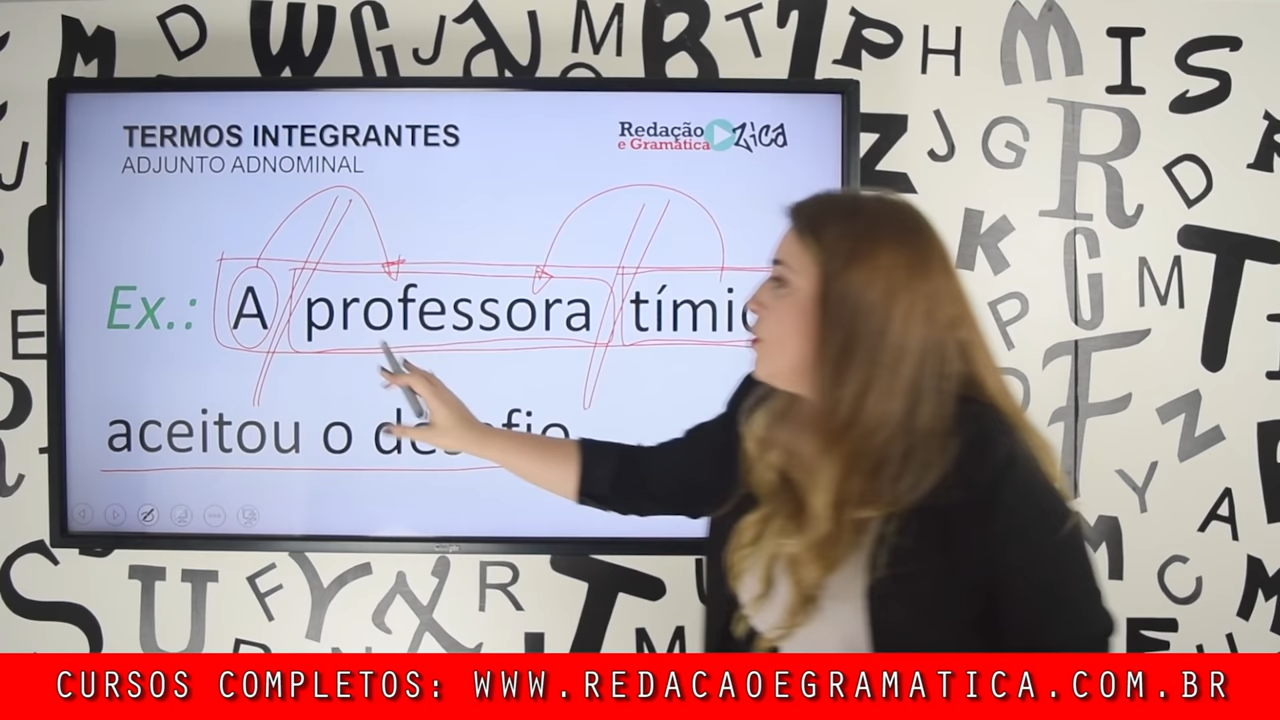 TERMOS INTEGRANTES
ADJUNTO ADNOMINAL
Redação
e Gramática
Zica
Ex.: A professora
aceitou o
CURSOS COMPLETOS: WWW.REDACAOEGRAMATICA.COM.BR